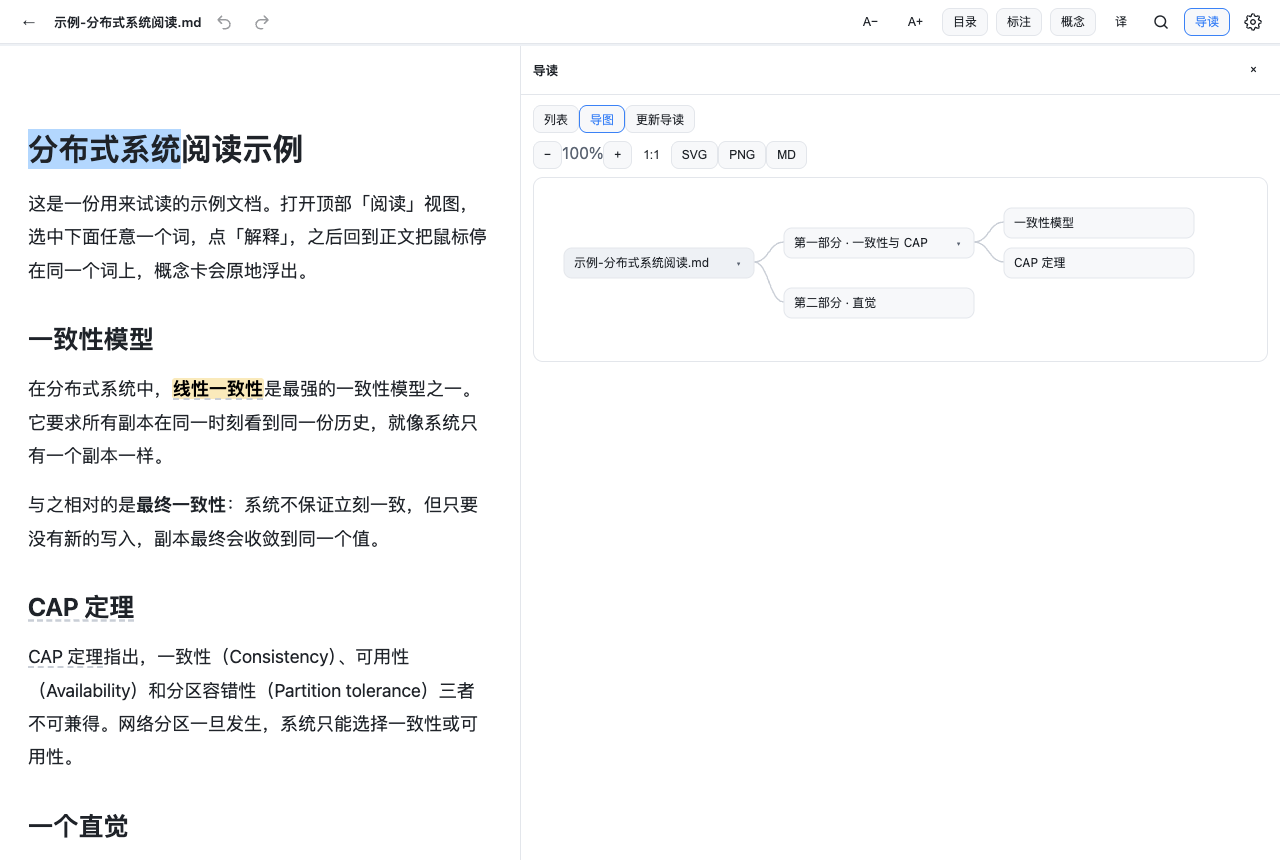 ← 示例-分布式系统阅读.md A− A+ 目录 标注 概念 译 导读
分布式系统阅读示例
这是一份用来试读的示例文档。打开顶部「阅读」视图，
选中下面任意一个词，点「解释」，之后回到正文把鼠标停
在同一个词上，概念卡会原地浮出。
一致性模型
在分布式系统中，线性一致性是最强的一致性模型之一。
它要求所有副本在同一时刻看到同一份历史，就像系统只
有一个副本一样。
与之相对的是最终一致性：系统不保证立刻一致，但只要
没有新的写入，副本最终会收敛到同一个值。
CAP 定理
CAP 定理指出，一致性（Consistency）、可用性
（Availability）和分区容错性（Partition tolerance）三者
不可兼得。网络分区一旦发生，系统只能选择一致性或可
用性。
一个直觉
导读 ×
列表 导图 更新导读
− 100% + 1:1 SVG PNG MD
示例-分布式系统阅读.md
第一部分 · 一致性与 CAP
第二部分 · 直觉
一致性模型
CAP 定理